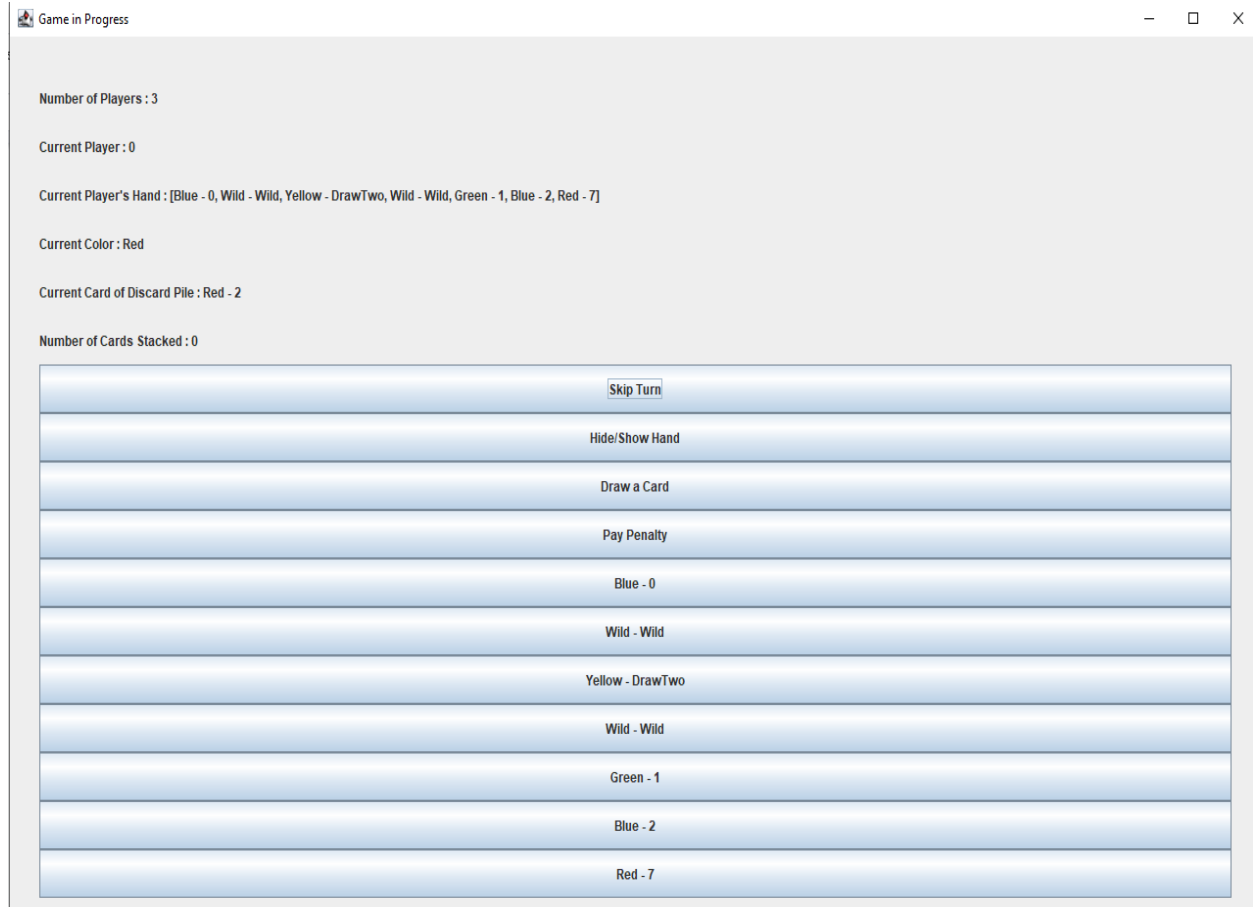 Game in Progress
Number of Players : 3
Current Player : 0
Current Player's Hand : [Blue - 0, Wild - Wild, Yellow - DrawTwo, Wild - Wild, Green - 1, Blue - 2, Red - 7]
Current Color : Red
Current Card of Discard Pile : Red - 2
Number of Cards Stacked : 0
Skip Turn
Hide/Show Hand
Draw a Card
Pay Penalty
Blue - 0
Wild - Wild
Yellow - DrawTwo
Wild - Wild
Green - 1
Blue - 2
Red - 7